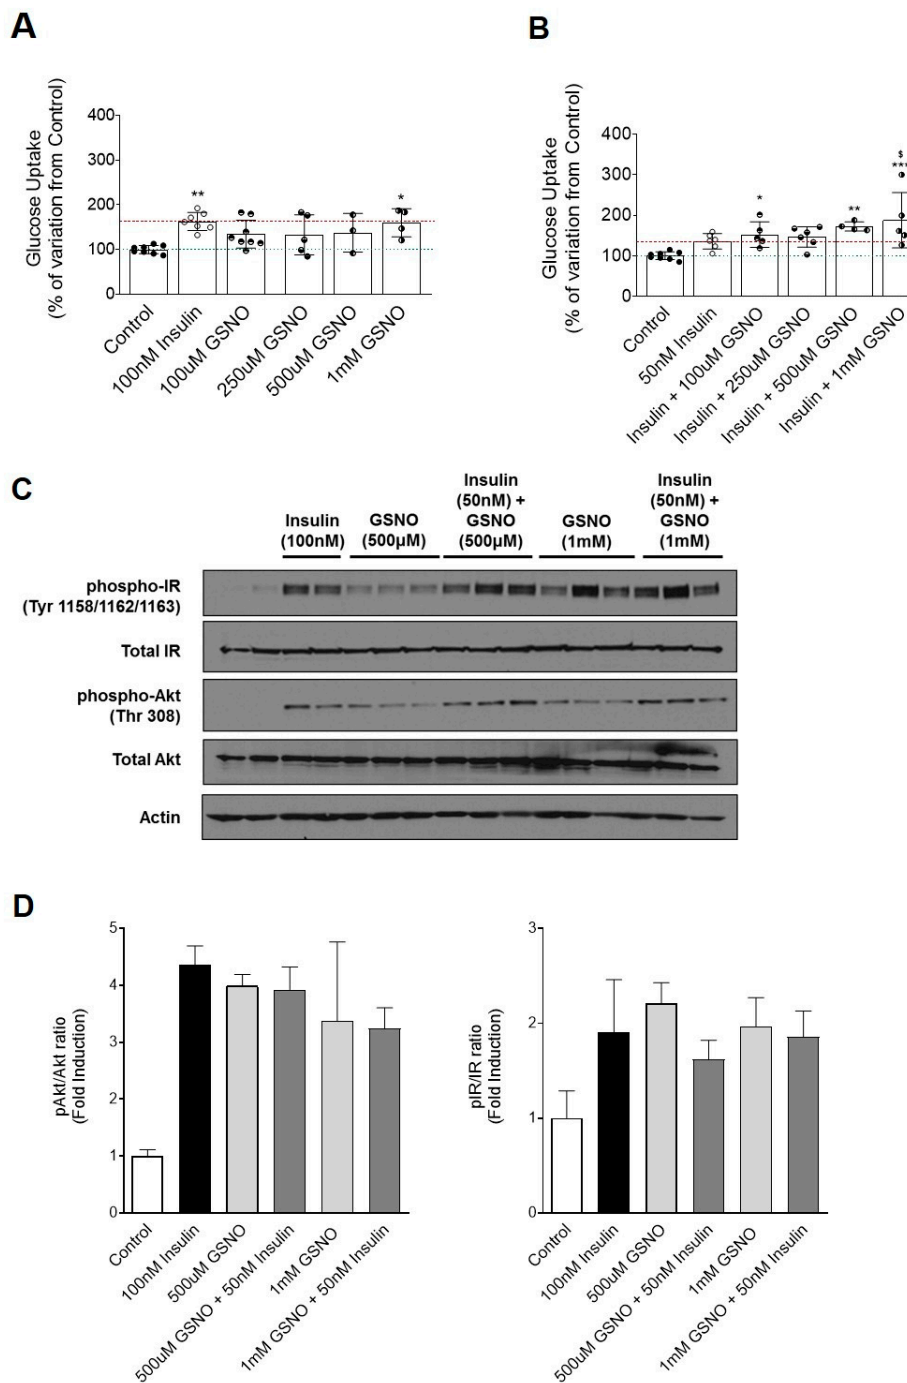 A
Glucose Uptake
(% of variation from Control)
400
300
200
100
0
**
*
Control
100nM Insulin
100uM GSNO
250uM GSNO
500uM GSNO
1mM GSNO
B
Glucose Uptake
(% of variation from Control)
400
300
200
100
0
*
**
$
***
Control
50nM Insulin
Insulin + 100uM GSNO
Insulin + 250uM GSNO
Insulin + 500uM GSNO
Insulin + 1mM GSNO
C
Insulin
(100nM)
GSNO
(500µM)
Insulin
(50nM) +
GSNO
(500µM)
GSNO
(1mM)
Insulin
(50nM) +
GSNO
(1mM)
phospho-IR
(Tyr 1158/1162/1163)
Total IR
phospho-Akt
(Thr 308)
Total Akt
Actin
D
pAkt/Akt ratio
(Fold Induction)
5
4
3
2
1
0
Control
100nM Insulin
500uM GSNO
500uM GSNO + 50nM Insulin
1mM GSNO
1mM GSNO + 50nM Insulin
pIR/IR ratio
(Fold Induction)
3
2
1
0
Control
100nM Insulin
500uM GSNO
500uM GSNO + 50nM Insulin
1mM GSNO
1mM GSNO + 50nM Insulin